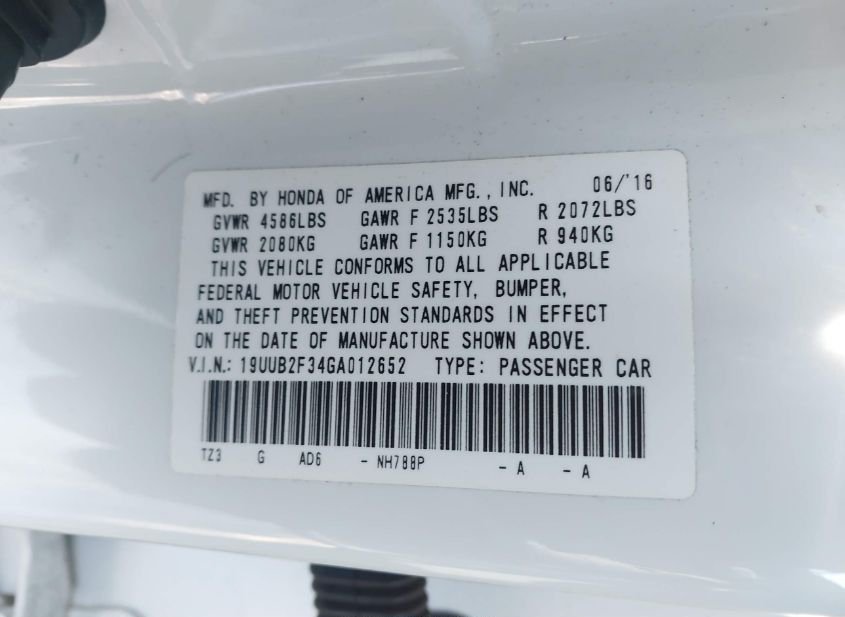 MFD. BY HONDA OF AMERICA MFG., INC. 06/'16
GVWR 4586LBS GAWR F 2535LBS R 2072LBS
GVWR 2080KG GAWR F 1150KG R 940KG
THIS VEHICLE CONFORMS TO ALL APPLICABLE
FEDERAL MOTOR VEHICLE SAFETY, BUMPER,
AND THEFT PREVENTION STANDARDS IN EFFECT
ON THE DATE OF MANUFACTURE SHOWN ABOVE.
V.I.N.: 19UUB2F34GA012652 TYPE: PASSENGER CAR
TZ3 G AD6 - NH788P - A - A